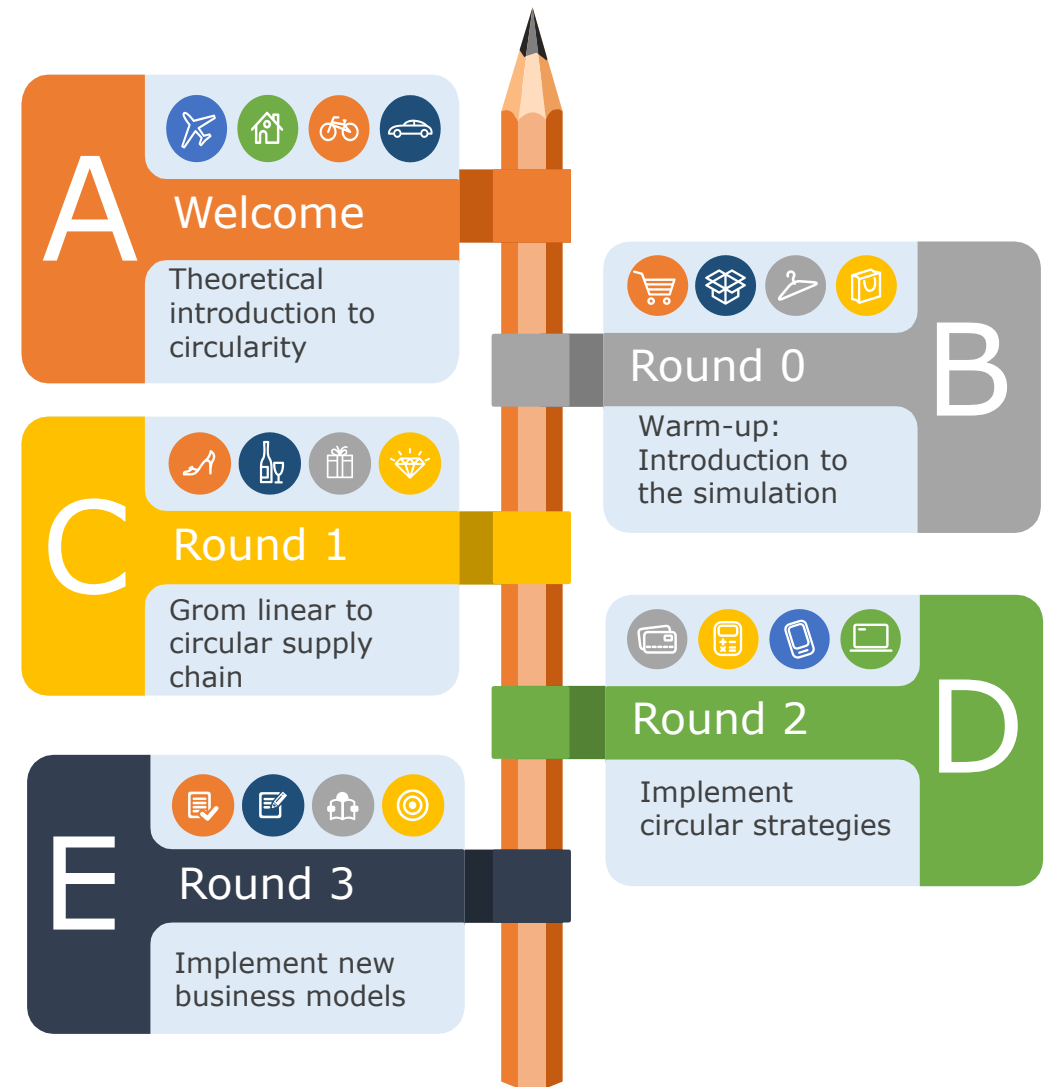 A
Welcome
Theoretical
introduction to
circularity
B
Round 0
Warm-up:
Introduction to
the simulation
C
Round 1
Grom linear to
circular supply
chain
D
Round 2
Implement
circular strategies
E
Round 3
Implement new
business models